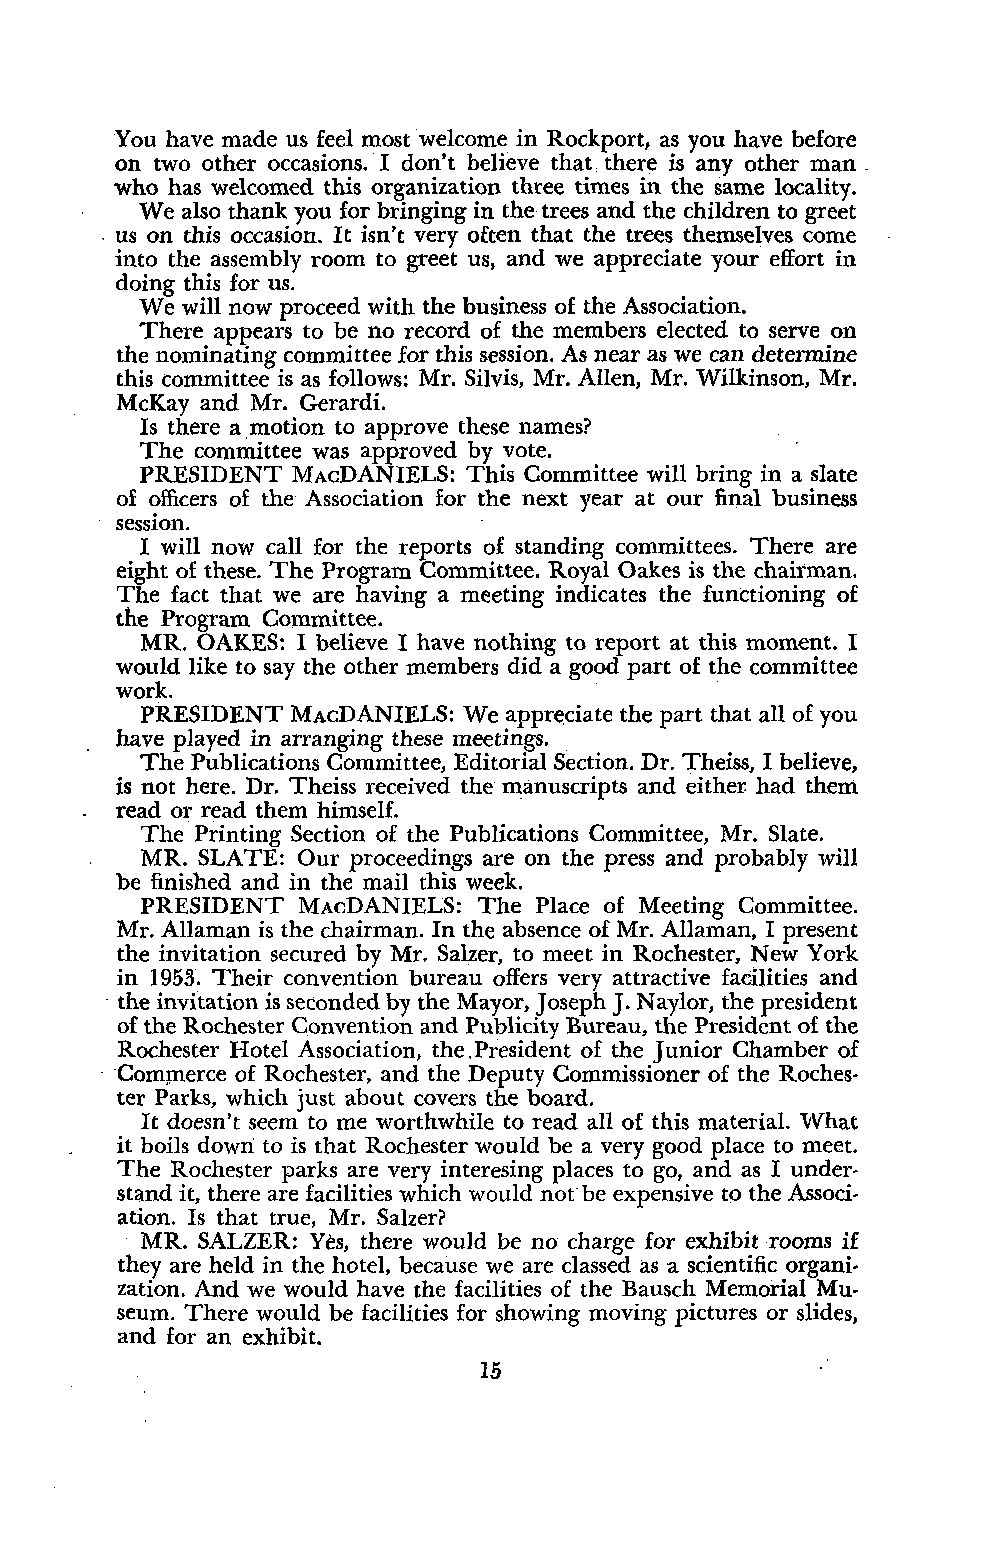 You have made us feel most welcome in Rockport, as you have before
on two other occasions. I don't believe that there is any other man
who has welcomed this organization three times in the same locality.
We also thank you for bringing in the trees and the children to greet
us on this occasion. It isn't very often that the trees themselves come
into the assembly room to greet us, and we appreciate your effort in
doing this for us.
We will now proceed with the business of the Association.
There appears to be no record of the members elected to serve on
the nominating committee for this session. As near as we can determine
this committee is as follows: Mr. Silvis, Mr. Allen, Mr. Wilkinson, Mr.
McKay and Mr. Gerardi.
Is there a motion to approve these names?
The committee was approved by vote.
PRESIDENT MACDANIELS: This Committee will bring in a slate
of officers of the Association for the next year at our final business
session.
I will now call for the reports of standing committees. There are
eight of these. The Program Committee. Royal Oakes is the chairman.
The fact that we are having a meeting indicates the functioning of
the Program Committee.
MR. OAKES: I believe I have nothing to report at this moment. I
would like to say the other members did a good part of the committee
work.
PRESIDENT MACDANIELS: We appreciate the part that all of you
have played in arranging these meetings.
The Publications Committee, Editorial Section. Dr. Theiss, I believe,
is not here. Dr. Theiss received the manuscripts and either had them
read or read them himself.
The Printing Section of the Publications Committee, Mr. Slate.
MR. SLATE: Our proceedings are on the press and probably will
be finished and in the mail this week.
PRESIDENT MACDANIELS: The Place of Meeting Committee.
Mr. Allaman is the chairman. In the absence of Mr. Allaman, I present
the invitation secured by Mr. Salzer, to meet in Rochester, New York
in 1953. Their convention bureau offers very attractive facilities and
the invitation is seconded by the Mayor, Joseph J. Naylor, the president
of the Rochester Convention and Publicity Bureau, the President of the
Rochester Hotel Association, the President of the Junior Chamber of
Commerce of Rochester, and the Deputy Commissioner of the Roches-
ter Parks, which just about covers the board.
It doesn't seem to me worthwhile to read all of this material. What
it boils down to is that Rochester would be a very good place to meet.
The Rochester parks are very interesing places to go, and as I under-
stand it, there are facilities which would not be expensive to the Associ-
ation. Is that true, Mr. Salzer?
MR. SALZER: Yes, there would be no charge for exhibit rooms if
they are held in the hotel, because we are classed as a scientific organi-
zation. And we would have the facilities of the Bausch Memorial Mu-
seum. There would be facilities for showing moving pictures or slides,
and for an exhibit.
15